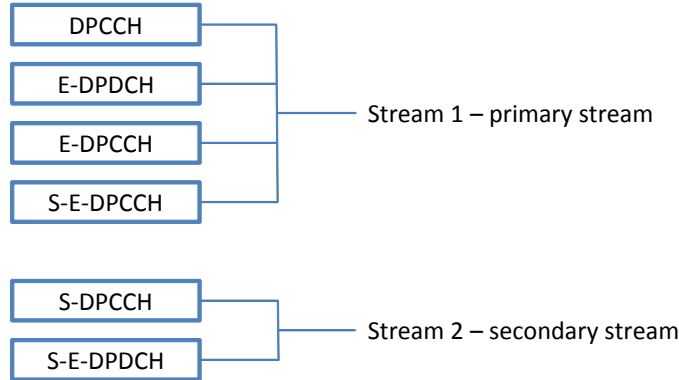 DPCCH
E-DPDCH
E-DPCCH
S-E-DPCCH
Stream 1 – primary stream
S-DPCCH
S-E-DPDCH
Stream 2 – secondary stream